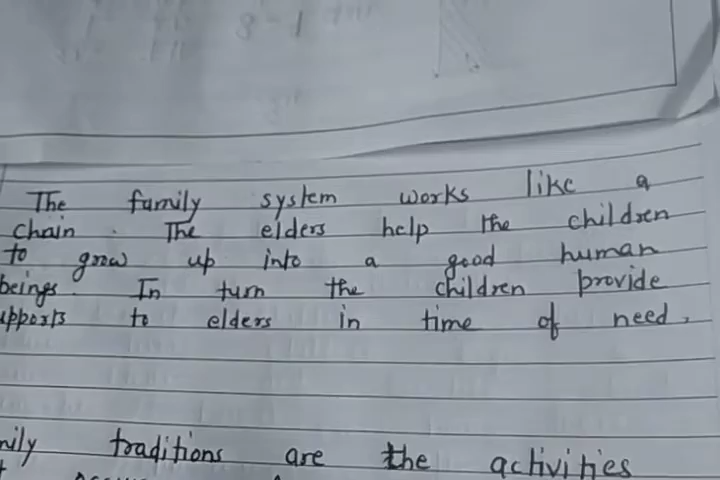 The family system works like a
chain. The elders help the children
to grow up into a good human
beings. In turn the children provide
to elders in time of need.
traditions are the activities